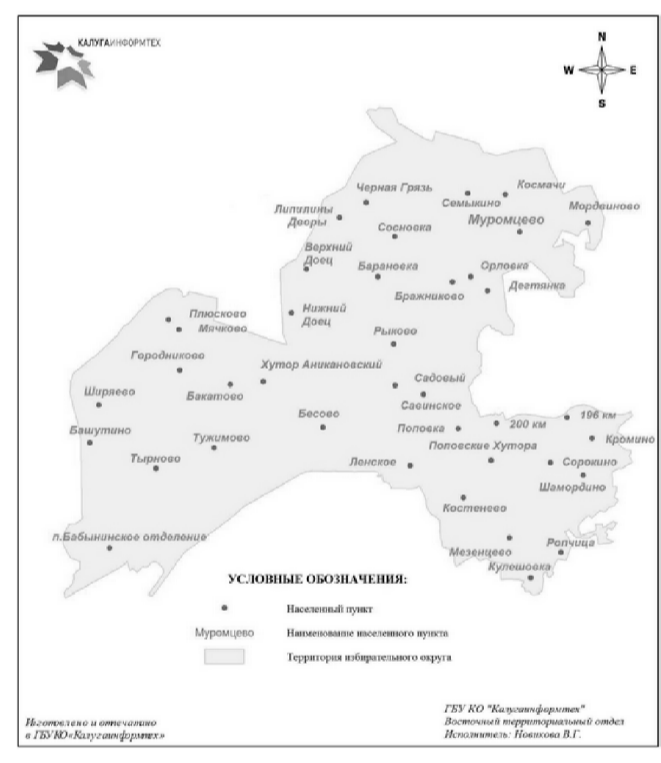 КАЛУГАИНФОРМТЕХ
N
W E
S
Черная Грязь
Семыкино
Космачи
Липилины
Дворы
Сосновка
Муромцево
Мордвиново
Верхний
Доец
Барановка
Орловка
Бражниково
Дегтянка
Плюсково
Мячково
Нижний
Доец
Рыково
Городниково
Хутор Аникановский
Садовый
Ширяево
Бакатово
Савинское
Бесово
196 км
Поповка
200 км
Башутино
Тужимово
Поповские Хутора
Кромино
Тырново
Ленское
Сорокино
Шамордино
Костенево
п.Бабынинское отделение
Мезенцево
Рапчица
Кулешовка
УСЛОВНЫЕ ОБОЗНАЧЕНИЯ:
Населенный пункт
Муромцево Наименование населенного пункта
Территория избирательного округа
ГБУ КО "Калугаинформтех"
Изготовлено и отпечатано
Восточный территориальный отдел
в ГБУКО«Калугаинформтех»
Исполнитель: Новикова В.Г.